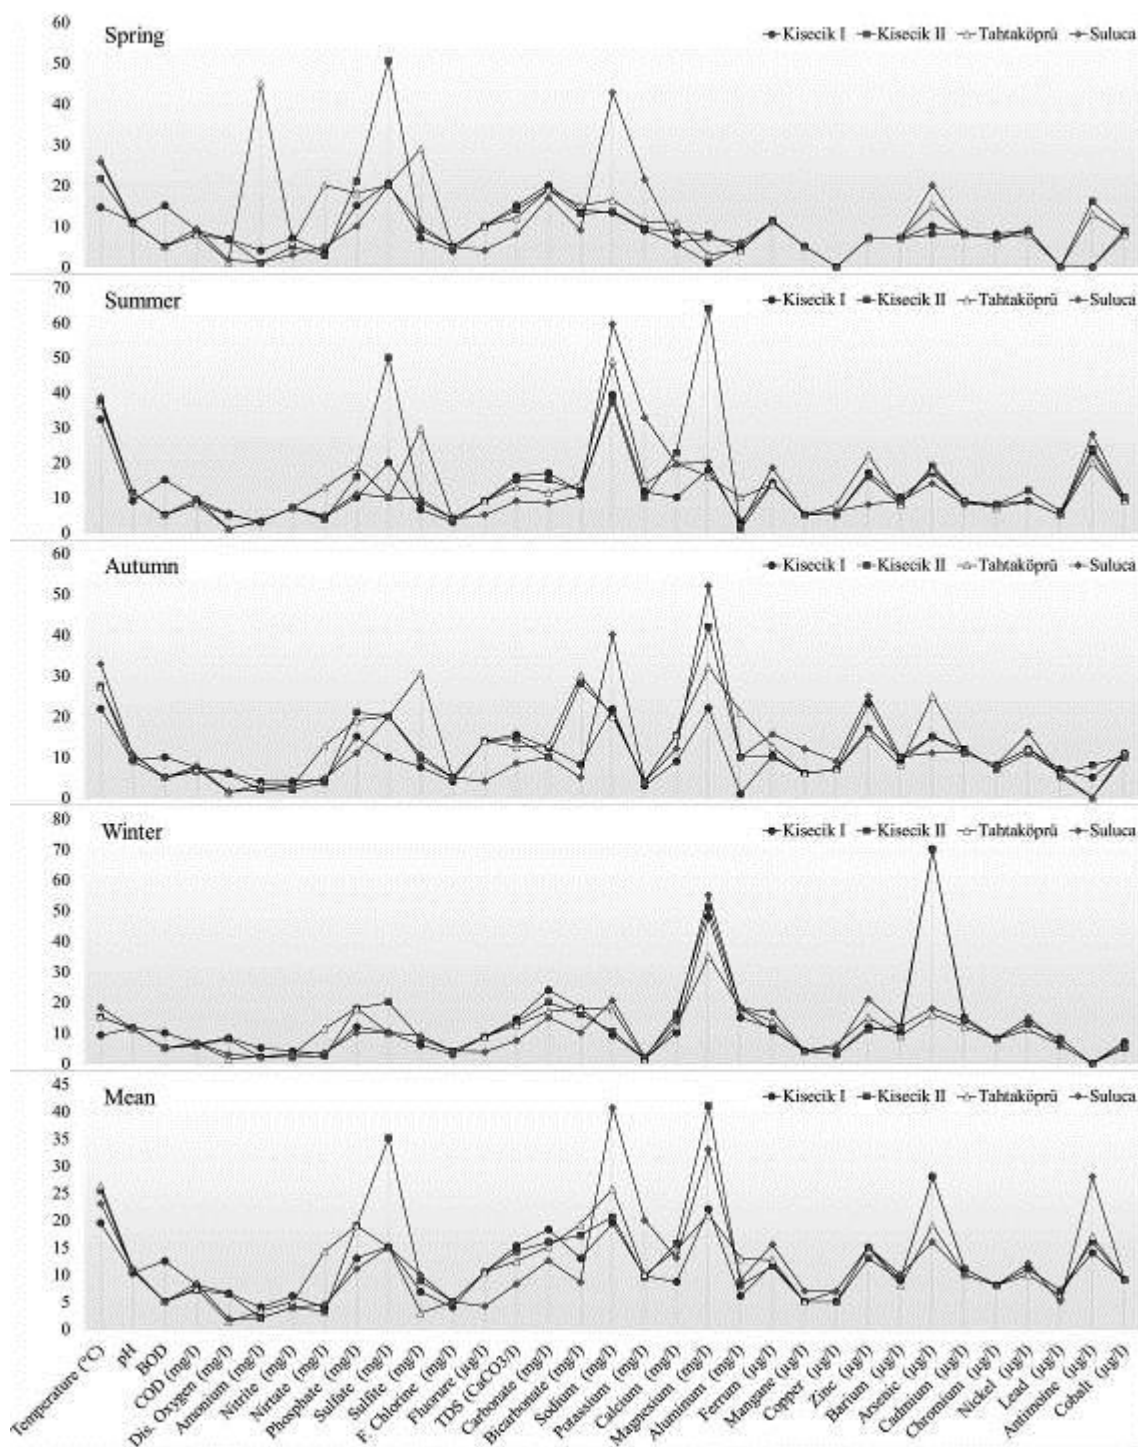 Spring
Kisecik I Kisecik II Tahtaköprü Suluca
60
50
40
30
20
10
0
Summer
Kisecik I Kisecik II Tahtaköprü Suluca
70
60
50
40
30
20
10
0
Autumn
Kisecik I Kisecik II Tahtaköprü Suluca
60
50
40
30
20
10
0
Winter
Kisecik I Kisecik II Tahtaköprü Suluca
80
70
60
50
40
30
20
10
0
Mean
Kisecik I Kisecik II Tahtaköprü Suluca
45
40
35
30
25
20
15
10
5
0
Temperature (°C)
pH
BOD
COD (mg/l)
Dis. Oxygen (mg/l)
Amonium (mg/l)
Nitrite (mg/l)
Nirtate (mg/l)
Phosphate (mg/l)
Sulfate (mg/l)
Sulfite (mg/l)
F. Chlorine (mg/l)
Fluorure (µg/l)
TDS (CaCO3/l)
Carbonate (mg/l)
Bicarbonate (mg/l)
Sodium (mg/l)
Potassium (mg/l)
Calcium (mg/l)
Magnesium (mg/l)
Aluminum (mg/l)
Ferrum (µg/l)
Mangane (µg/l)
Copper (µg/l)
Zinc (µg/l)
Barium (µg/l)
Arsenic (µg/l)
Cadmium (µg/l)
Chromium (µg/l)
Nickel (µg/l)
Lead (µg/l)
Antimoine (µg/l)
Cobalt (µg/l)